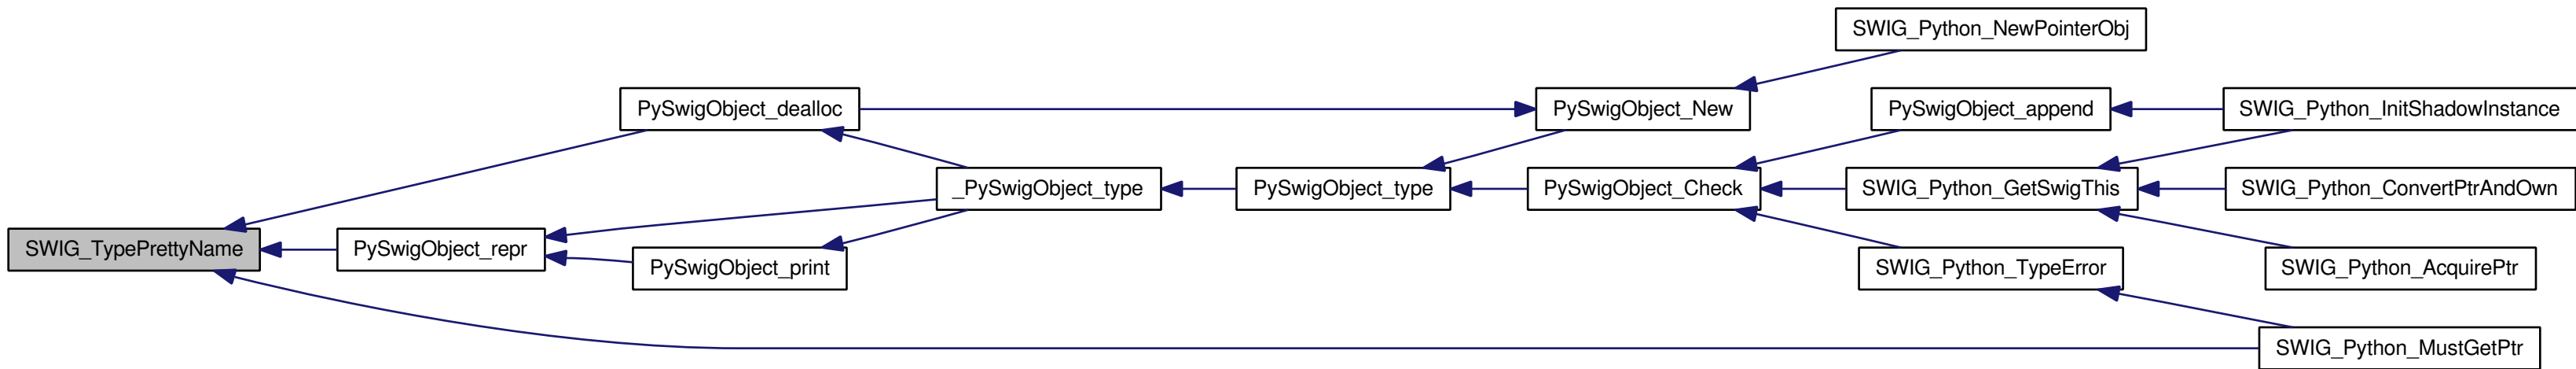 SWIG_Python_NewPointerObj
PySwigObject_dealloc
PySwigObject_New
PySwigObject_append
SWIG_Python_InitShadowInstance
_PySwigObject_type
PySwigObject_type
PySwigObject_Check
SWIG_Python_GetSwigThis
SWIG_Python_ConvertPtrAndOwn
SWIG_TypePrettyName
PySwigObject_repr
PySwigObject_print
SWIG_Python_TypeError
SWIG_Python_AcquirePtr
SWIG_Python_MustGetPtr